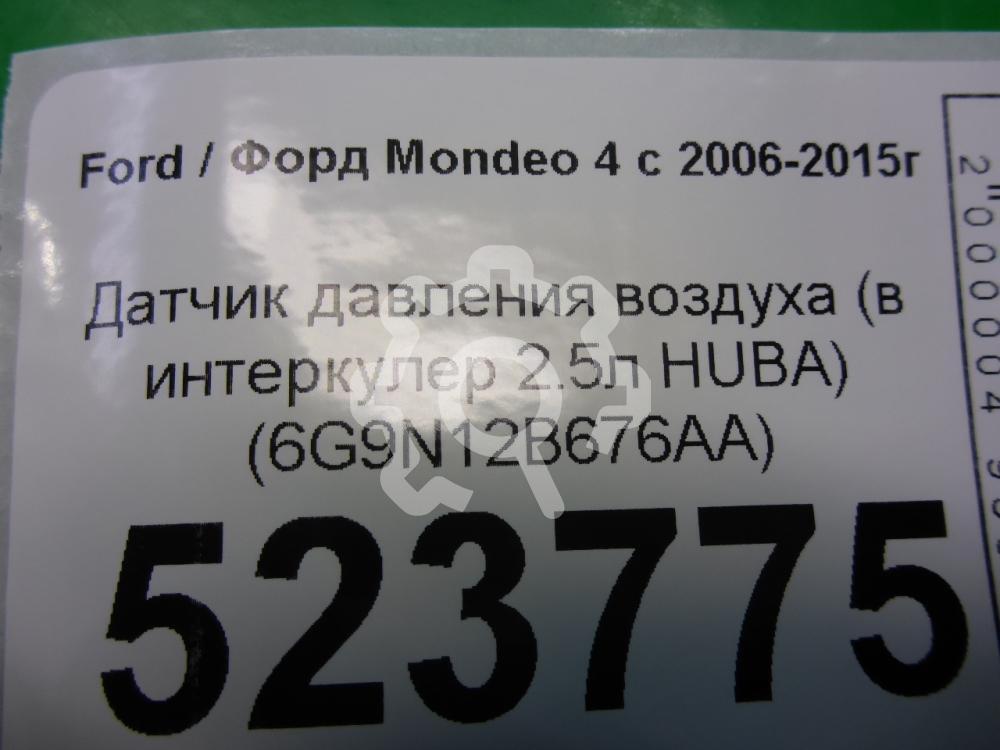 Ford / Форд Mondeo 4 с 2006-2015г
Датчик давления воздуха (в
интеркулер 2.5л HUBA)
(6G9N12B676AA)
523775